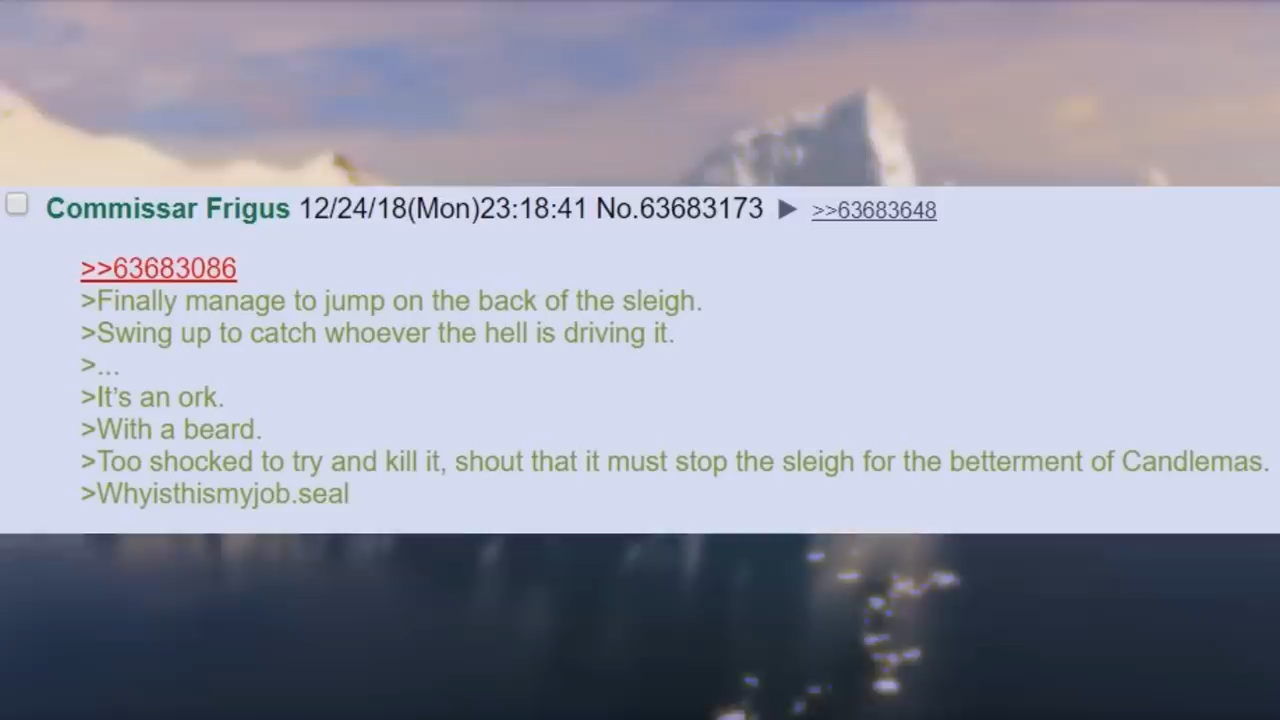 Commissar Frigus 12/24/18(Mon)23:18:41 No.63683173 ▶ >>63683648
>>63683086
>Finally manage to jump on the back of the sleigh.
>Swing up to catch whoever the hell is driving it.
>...
>It's an ork.
>With a beard.
>Too shocked to try and kill it, shout that it must stop the sleigh for the betterment of Candlemas.
>Whyisthismyjob.seal